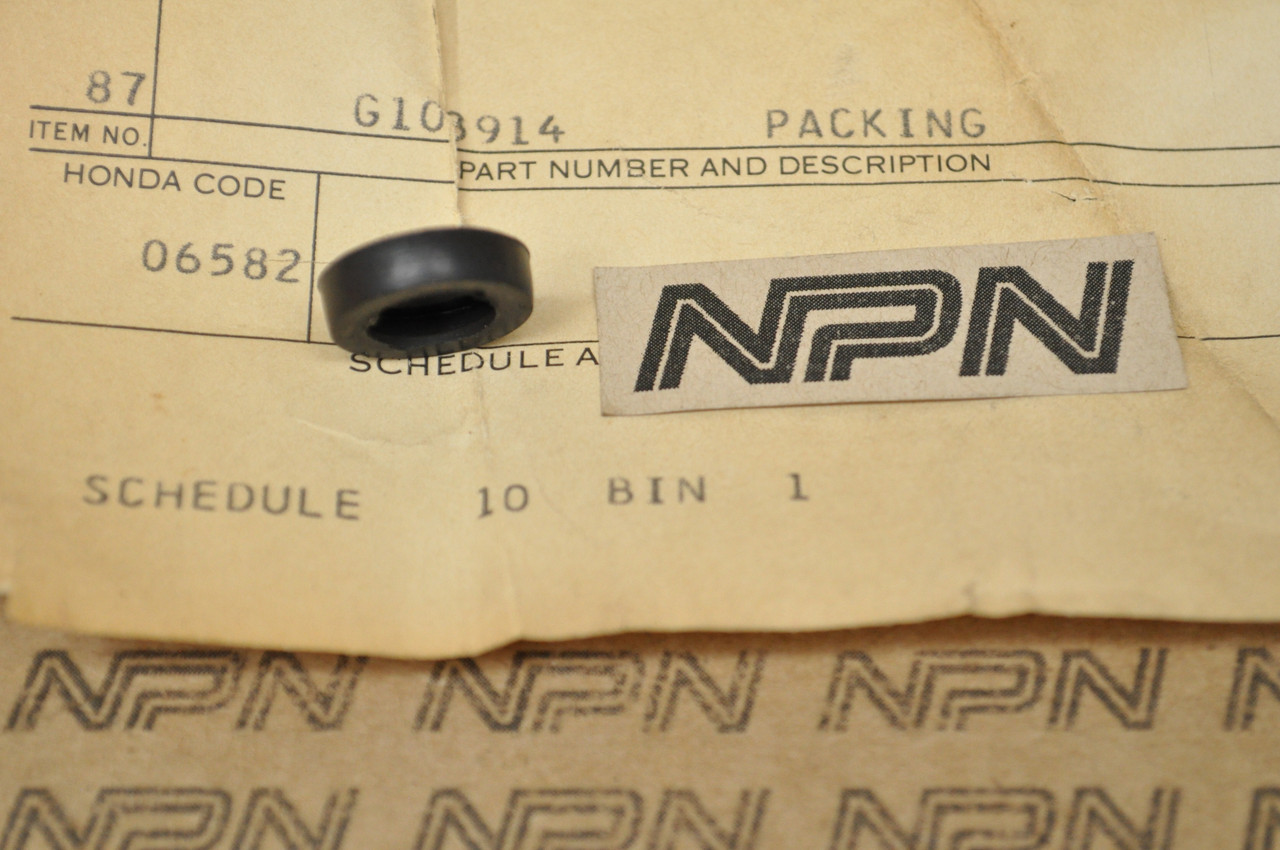 87 G103914 PACKING
ITEM NO. PART NUMBER AND DESCRIPTION
HONDA CODE
06582
SCHEDULE A
NPN
SCHEDULE 10 BIN 1
NPN NPN NPN
NPN NPN NPN